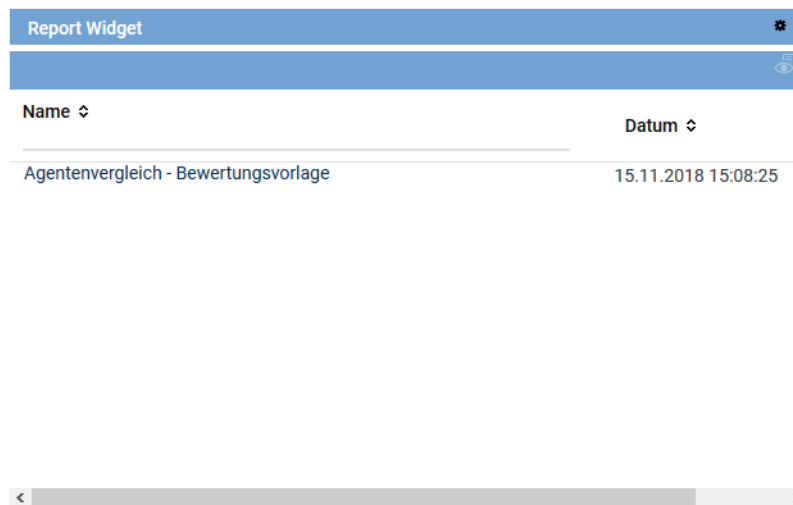 Report Widget
Name
Datum
Agentenvergleich - Bewertungsvorlage
15.11.2018 15:08:25